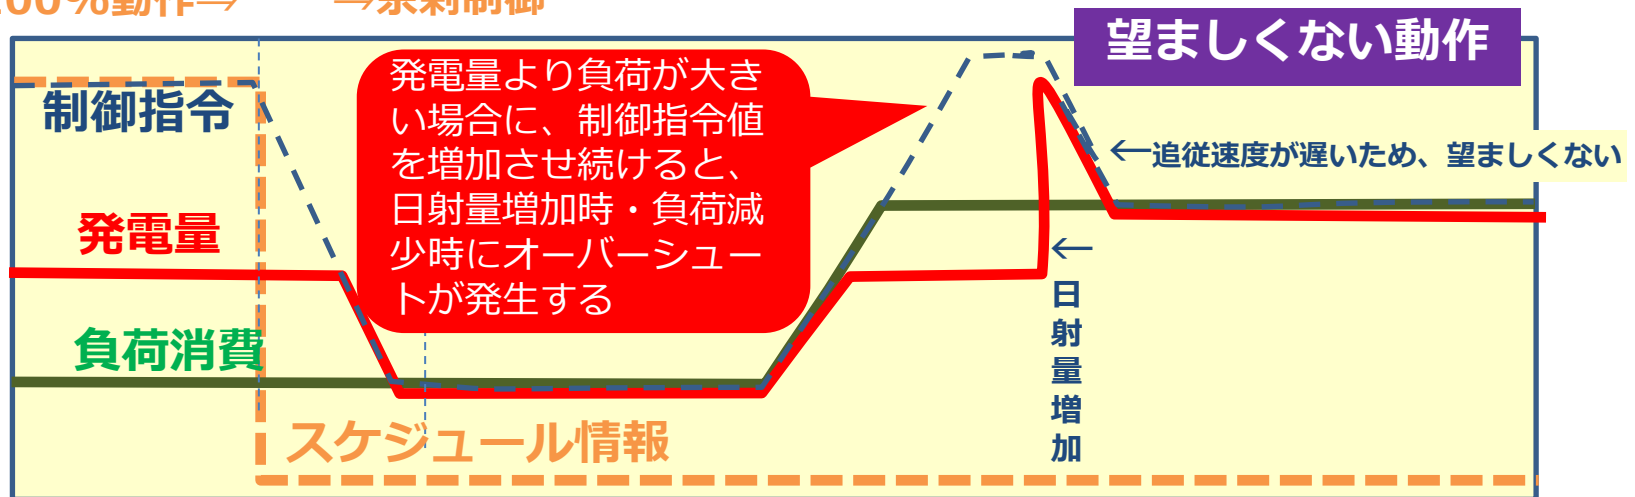 00%動作→
→余剰制御
望ましくない動作
制御指令
発電量より負荷が大き
い場合に、制御指令値
を増加させ続けると、
日射量増加時・負荷減
少時にオーバーシュー
トが発生する
←追従速度が遅いため、望ましくない
発電量
←日射量増加
負荷消費
スケジュール情報